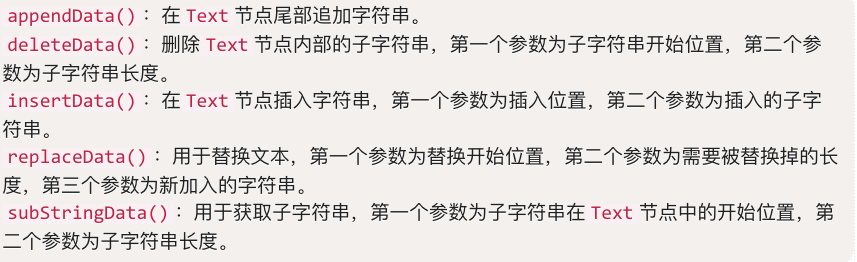 appendData()：在 Text 节点尾部追加字符串。
deleteData()：删除 Text 节点内部的子字符串，第一个参数为子字符串开始位置，第二个参
数为子字符串长度。
insertData()：在 Text 节点插入字符串，第一个参数为插入位置，第二个参数为插入的子字
符串。
replaceData()：用于替换文本，第一个参数为替换开始位置，第二个参数为需要被替换掉的长
度，第三个参数为新加入的字符串。
subStringData()：用于获取子字符串，第一个参数为子字符串在 Text 节点中的开始位置，第
二个参数为子字符串长度。